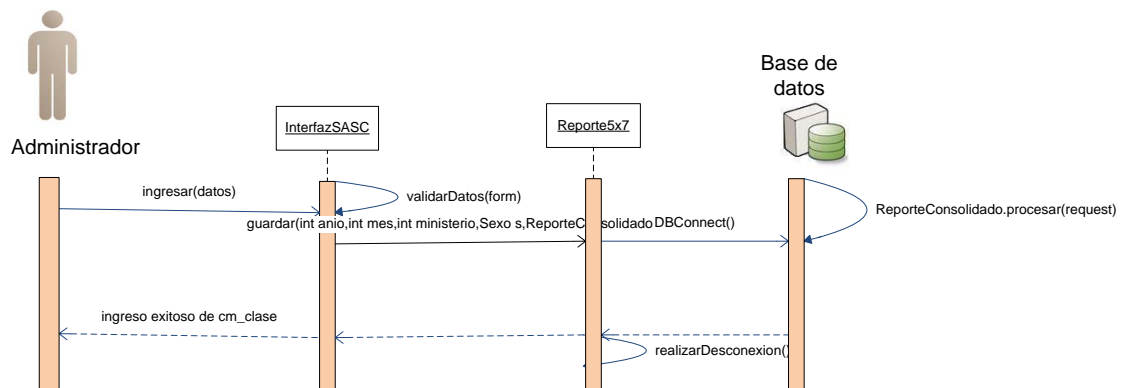 Base de
datos
InterfazSASC
Reporte5x7
Administrador
ingresar(datos)
validarDatos(form)
ReporteConsolidado.procesar(request)
guardar(int anio,int mes,int ministerio,Sexo s,ReporteConsolidado
DBConnect()
ingreso exitoso de cm_clase
realizarDesconexion()